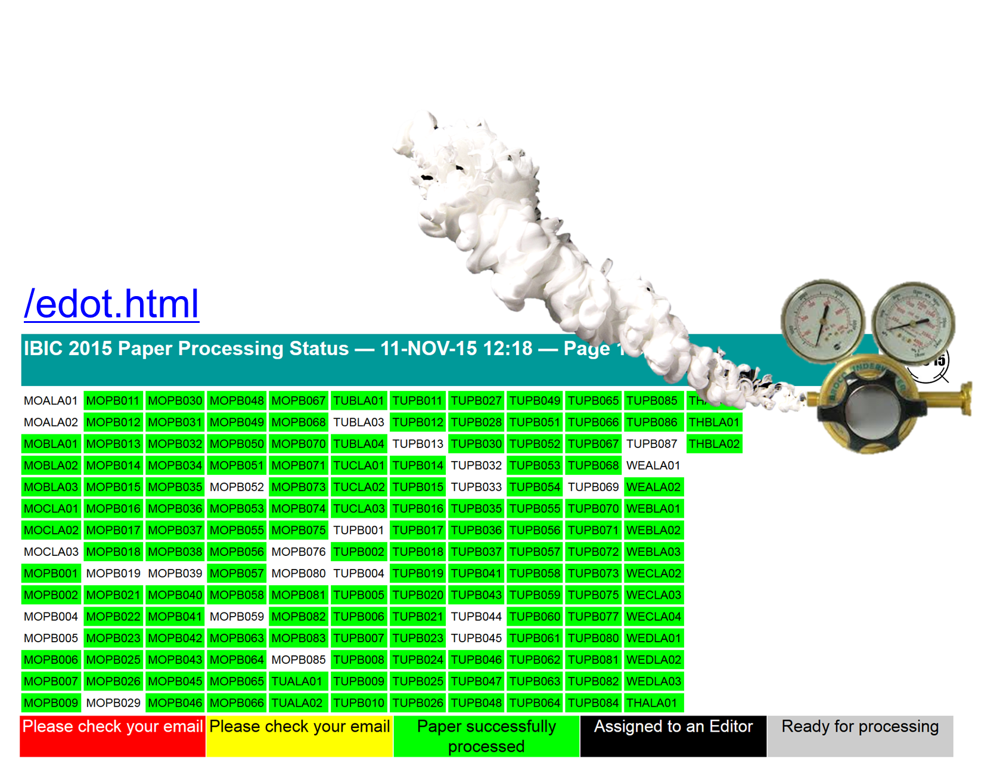 /edot.html
IBIC 2015 Paper Processing Status — 11-NOV-15 12:18 — Page
MOALA01 MOPB011 MOPB030 MOPB048 MOPB067 TUBLA01 TUPB011 TUPB027 TUPB049 TUPB065 TUPB085
MOALA02 MOPB012 MOPB031 MOPB049 MOPB068 TUBLA03 TUPB012 TUPB028 TUPB051 TUPB066 TUPB086 THBLA01
MOBLA01 MOPB013 MOPB032 MOPB050 MOPB070 TUBLA04 TUPB013 TUPB030 TUPB052 TUPB067 TUPB087 THBLA02
MOBLA02 MOPB014 MOPB034 MOPB051 MOPB071 TUCLA01 TUPB014 TUPB032 TUPB053 TUPB068 WEALA01
MOBLA03 MOPB015 MOPB035 MOPB052 MOPB073 TUCLA02 TUPB015 TUPB033 TUPB054 TUPB069 WEALA02
MOCLA01 MOPB016 MOPB036 MOPB053 MOPB074 TUCLA03 TUPB016 TUPB035 TUPB055 TUPB070 WEBLA01
MOCLA02 MOPB017 MOPB037 MOPB055 MOPB075 TUPB001 TUPB017 TUPB036 TUPB056 TUPB071 WEBLA02
MOCLA03 MOPB018 MOPB038 MOPB056 MOPB076 TUPB002 TUPB018 TUPB037 TUPB057 TUPB072 WEBLA03
MOPB001 MOPB019 MOPB039 MOPB057 MOPB080 TUPB004 TUPB019 TUPB041 TUPB058 TUPB073 WECLA02
MOPB002 MOPB021 MOPB040 MOPB058 MOPB081 TUPB005 TUPB020 TUPB043 TUPB059 TUPB075 WECLA03
MOPB004 MOPB022 MOPB041 MOPB059 MOPB082 TUPB006 TUPB021 TUPB044 TUPB060 TUPB077 WECLA04
MOPB005 MOPB023 MOPB042 MOPB063 MOPB083 TUPB007 TUPB023 TUPB045 TUPB061 TUPB080 WEDLA01
MOPB006 MOPB025 MOPB043 MOPB064 MOPB085 TUPB008 TUPB024 TUPB046 TUPB062 TUPB081 WEDLA02
MOPB007 MOPB026 MOPB045 MOPB065 TUALA01 TUPB009 TUPB025 TUPB047 TUPB063 TUPB082 WEDLA03
MOPB009 MOPB029 MOPB046 MOPB066 TUALA02 TUPB010 TUPB026 TUPB048 TUPB064 TUPB084 THALA01
Please check your email Please check your email Paper successfully Assigned to an Editor Ready for processing
processed